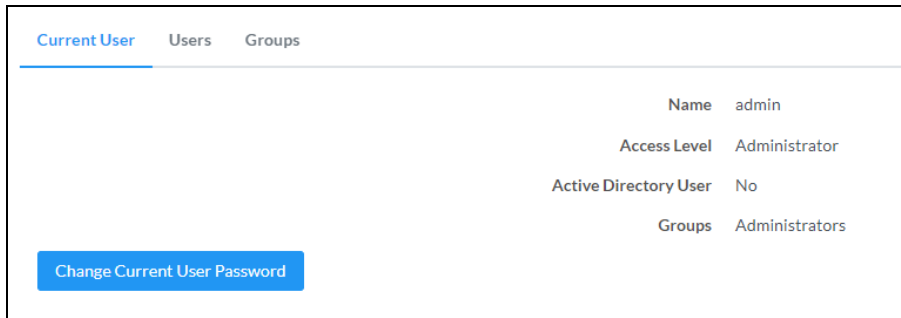 Current User Users Groups
Name admin
Access Level Administrator
Active Directory User No
Groups Administrators
Change Current User Password